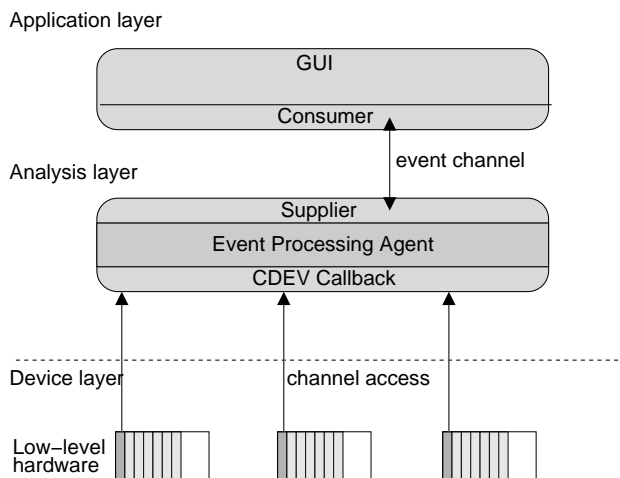 Application layer
GUI
Consumer
event channel
Analysis layer
Supplier
Event Processing Agent
CDEV Callback
Device layer
channel access
Low−level
hardware